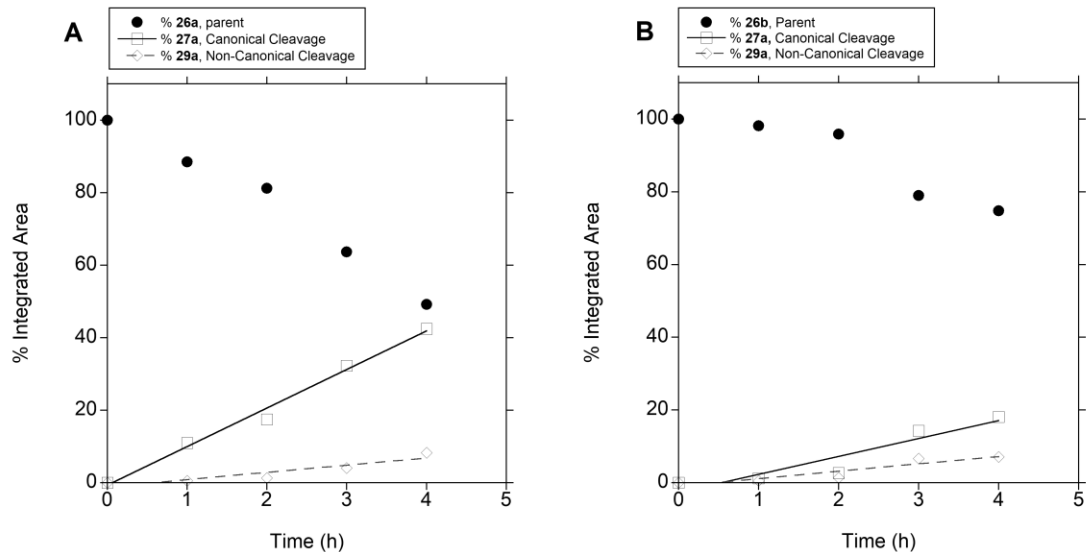 A
% 26a, parent
% 27a, Canonical Cleavage
% 29a, Non-Canonical Cleavage
% Integrated Area
100
80
60
40
20
0
0 1 2 3 4 5
Time (h)
B
% 26b, Parent
% 27a, Canonical Cleavage
% 29a, Non-Canonical Cleavage
% Integrated Area
100
80
60
40
20
0
0 1 2 3 4 5
Time (h)